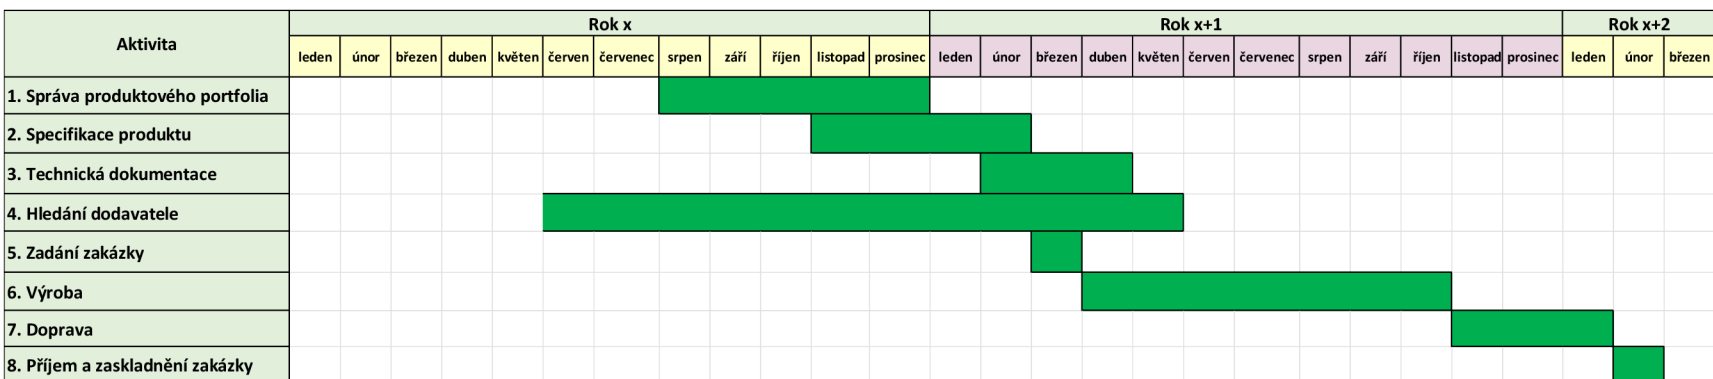 Aktivita
Rok x
Rok x+1
Rok x+2
leden únor březen duben květen červen červenec srpen září říjen listopad prosinec leden únor březen duben květen červen červenec srpen září říjen listopad prosinec leden únor březen
1. Správa produktového portfolia
2. Specifikace produktu
3. Technická dokumentace
4. Hledání dodavatele
5. Zadání zakázky
6. Výroba
7. Doprava
8. Příjem a zaskladnění zakázky